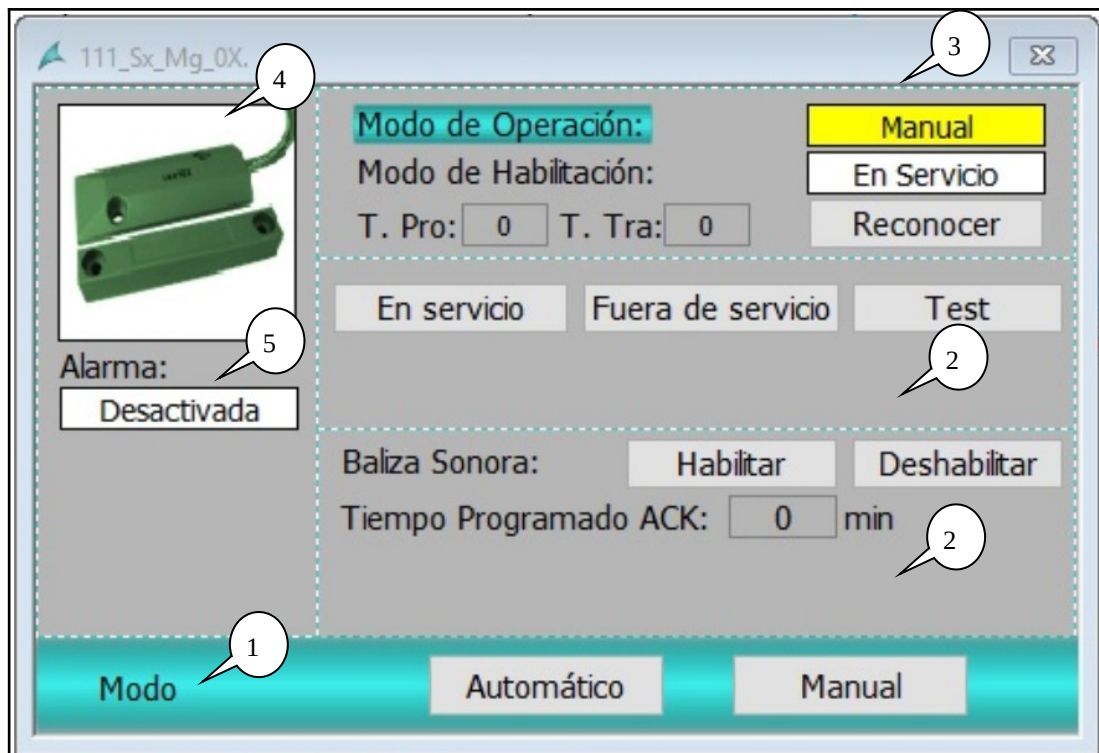 111_Sx_Mg_0X.
3
4
Modo de Operación: Manual
Modo de Habilitación: En Servicio
T. Pro: 0 T. Tra: 0 Reconocer
En servicio Fuera de servicio Test
5
2
Alarma:
Desactivada
Baliza Sonora: Habilitar Deshabilitar
Tiempo Programado ACK: 0 min
2
1
Modo Automático Manual